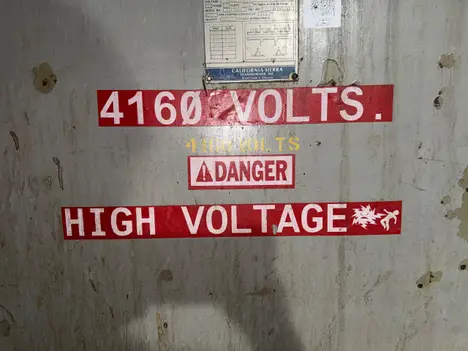 CALIFORNIA-SIERRA
4160 VOLTS.
4160 VOLTS
DANGER
HIGH VOLTAGE